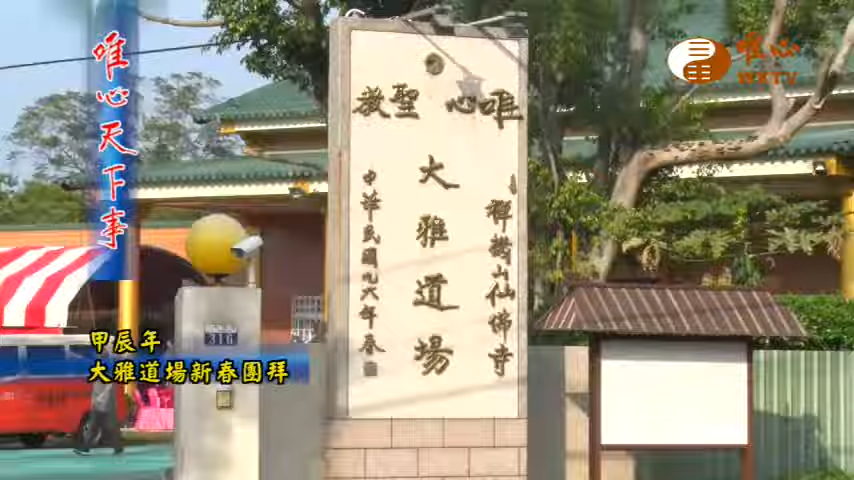 唯心天下事
唯心
WXTV
唯心聖教
禪機山仙佛寺
大雅道場
中華民國九六年春
316
甲辰年
大雅道場新春團拜